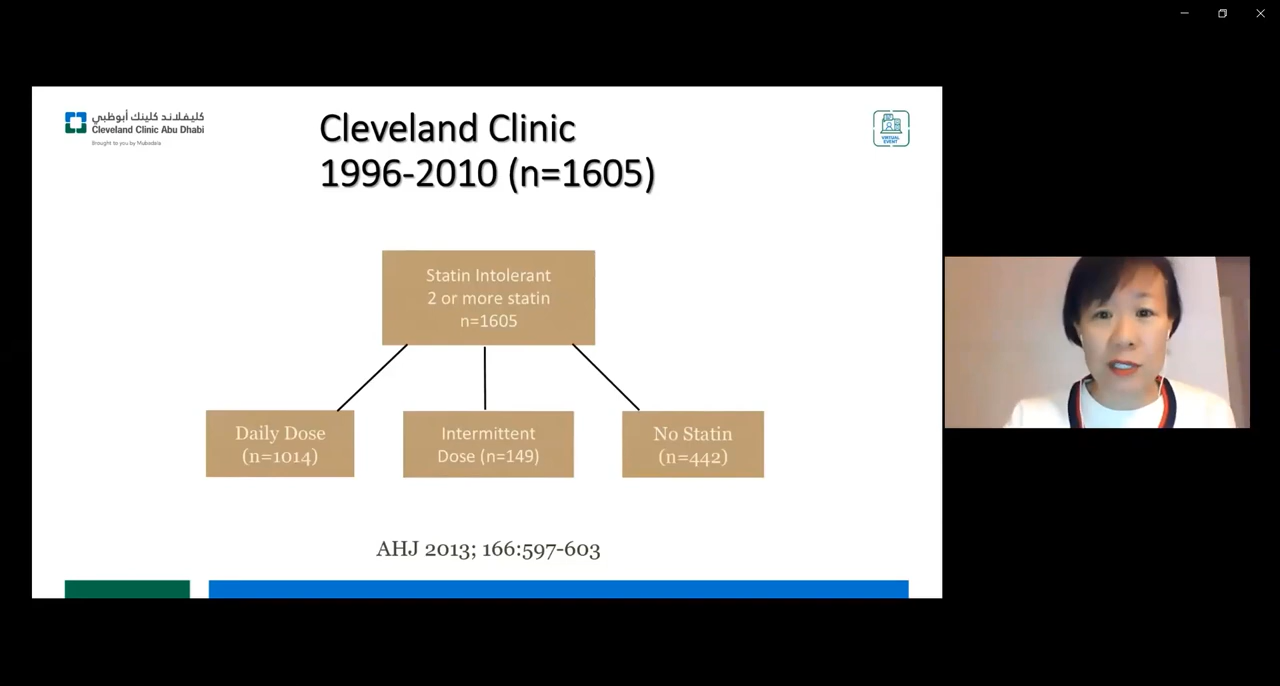 كليفلاند كلينك أبوظبي
Cleveland Clinic Abu Dhabi
Brought to you by Mubadala
VIRTUAL
EVENT
Cleveland Clinic
1996-2010 (n=1605)
Statin Intolerant
2 or more statin
n=1605
Daily Dose
(n=1014)
Intermittent
Dose (n=149)
No Statin
(n=442)
AHJ 2013; 166:597-603